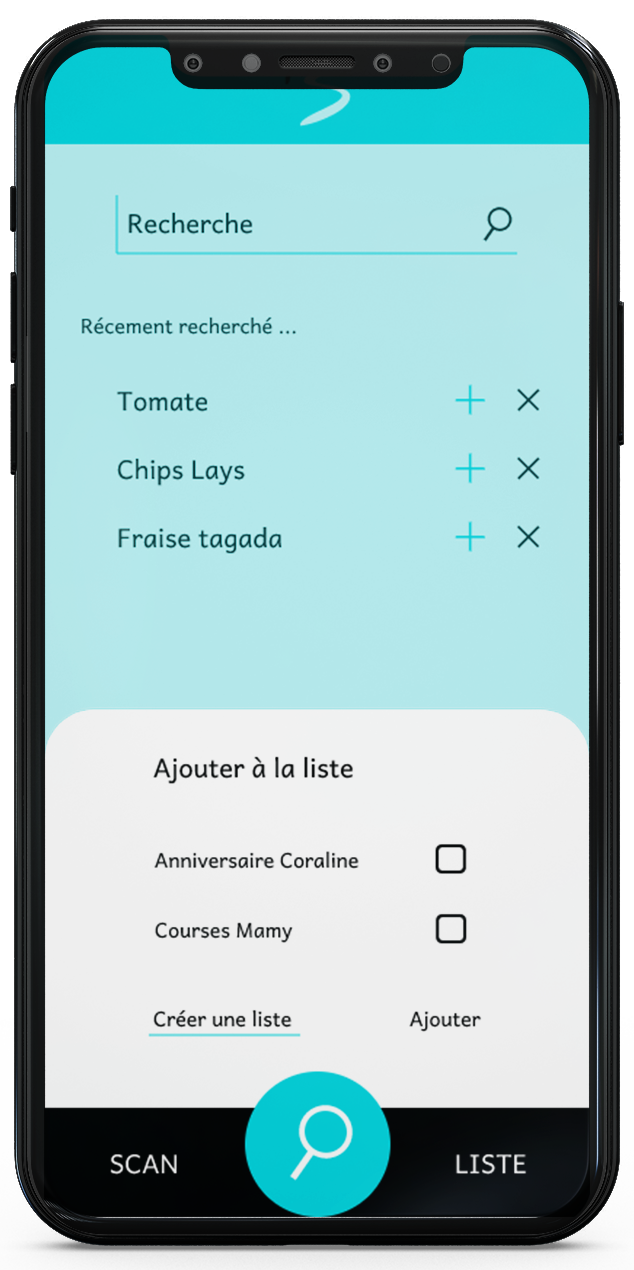 Recherche
Récement recherché ...
Tomate
Chips Lays
Fraise tagada
Ajouter à la liste
Anniversaire Coraline
Courses Mamy
Créer une liste
Ajouter
SCAN
LISTE